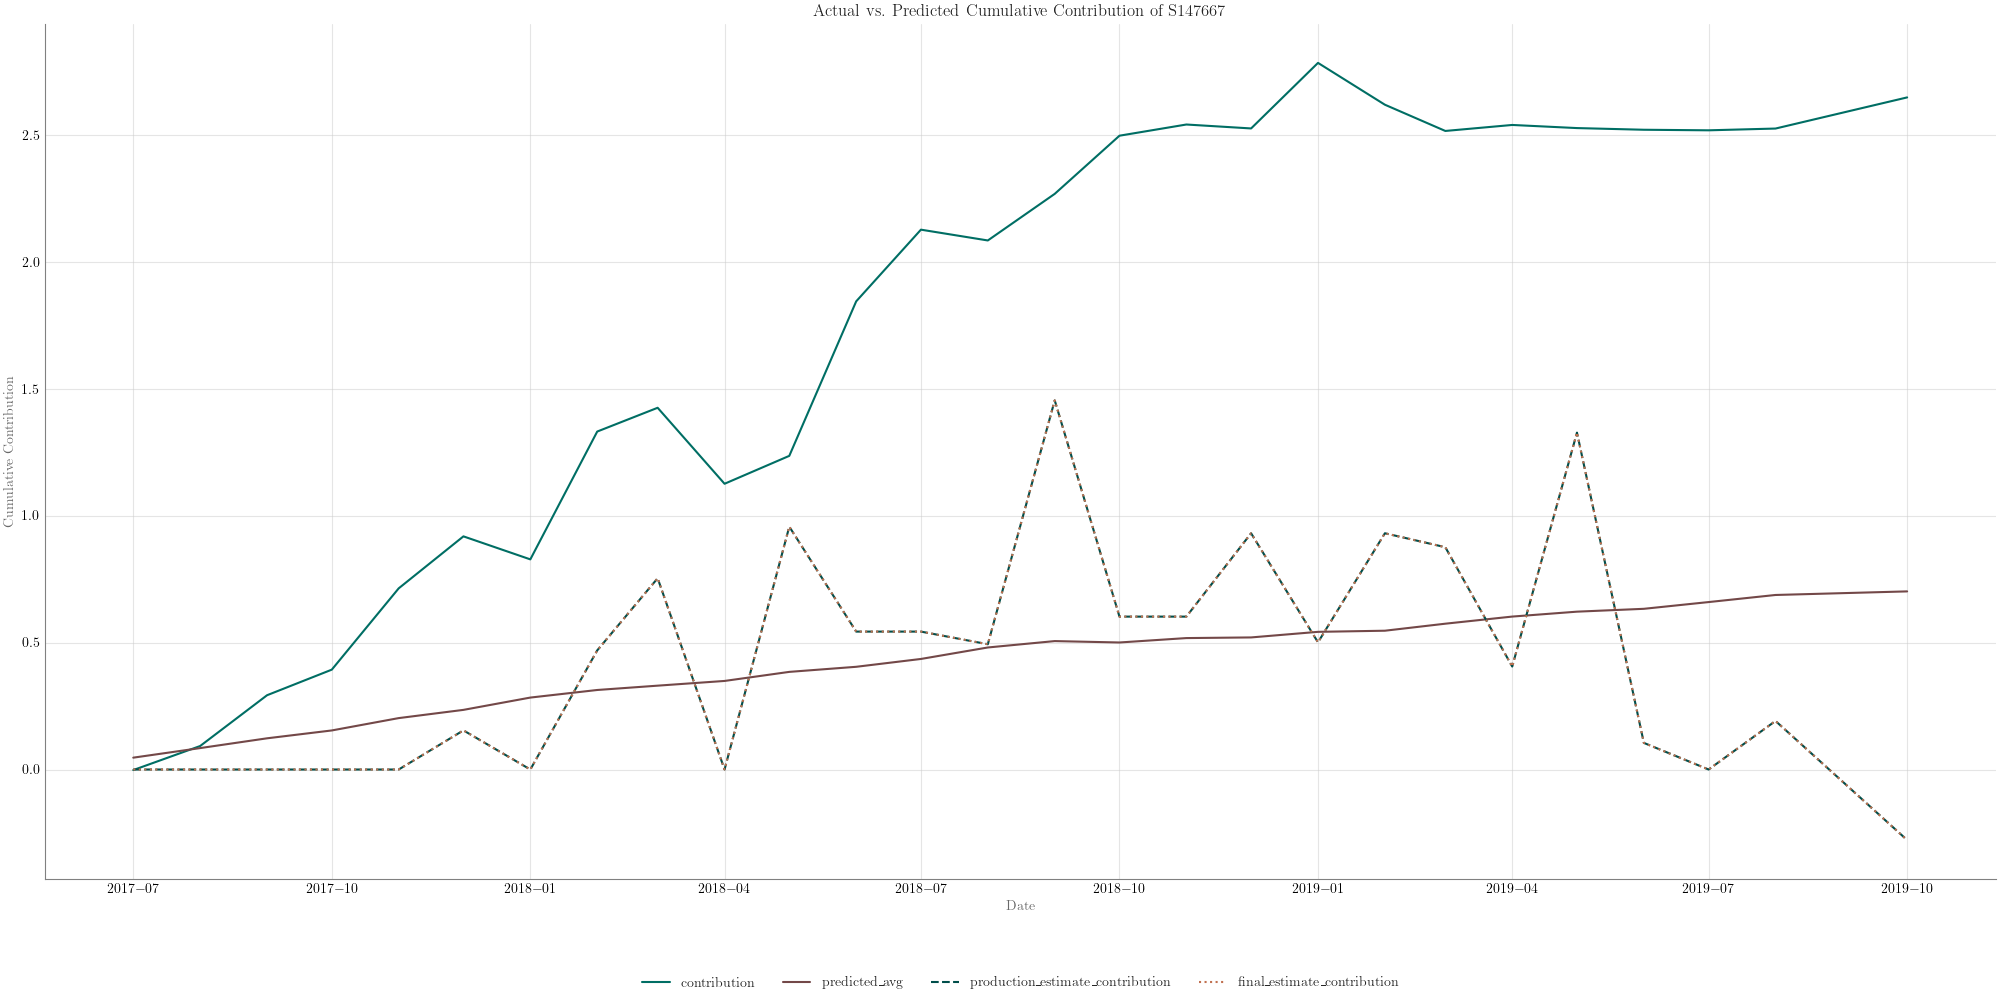 Actual vs. Predicted Cumulative Contribution of S147667
Cumulative Contribution
2.5
2.0
1.5
1.0
0.5
0.0
2017−07 2017−10 2018−01 2018−04 2018−07 2018−10 2019−01 2019−04 2019−07 2019−10
Date
contribution predicted_avg production_estimate_contribution final_estimate_contribution